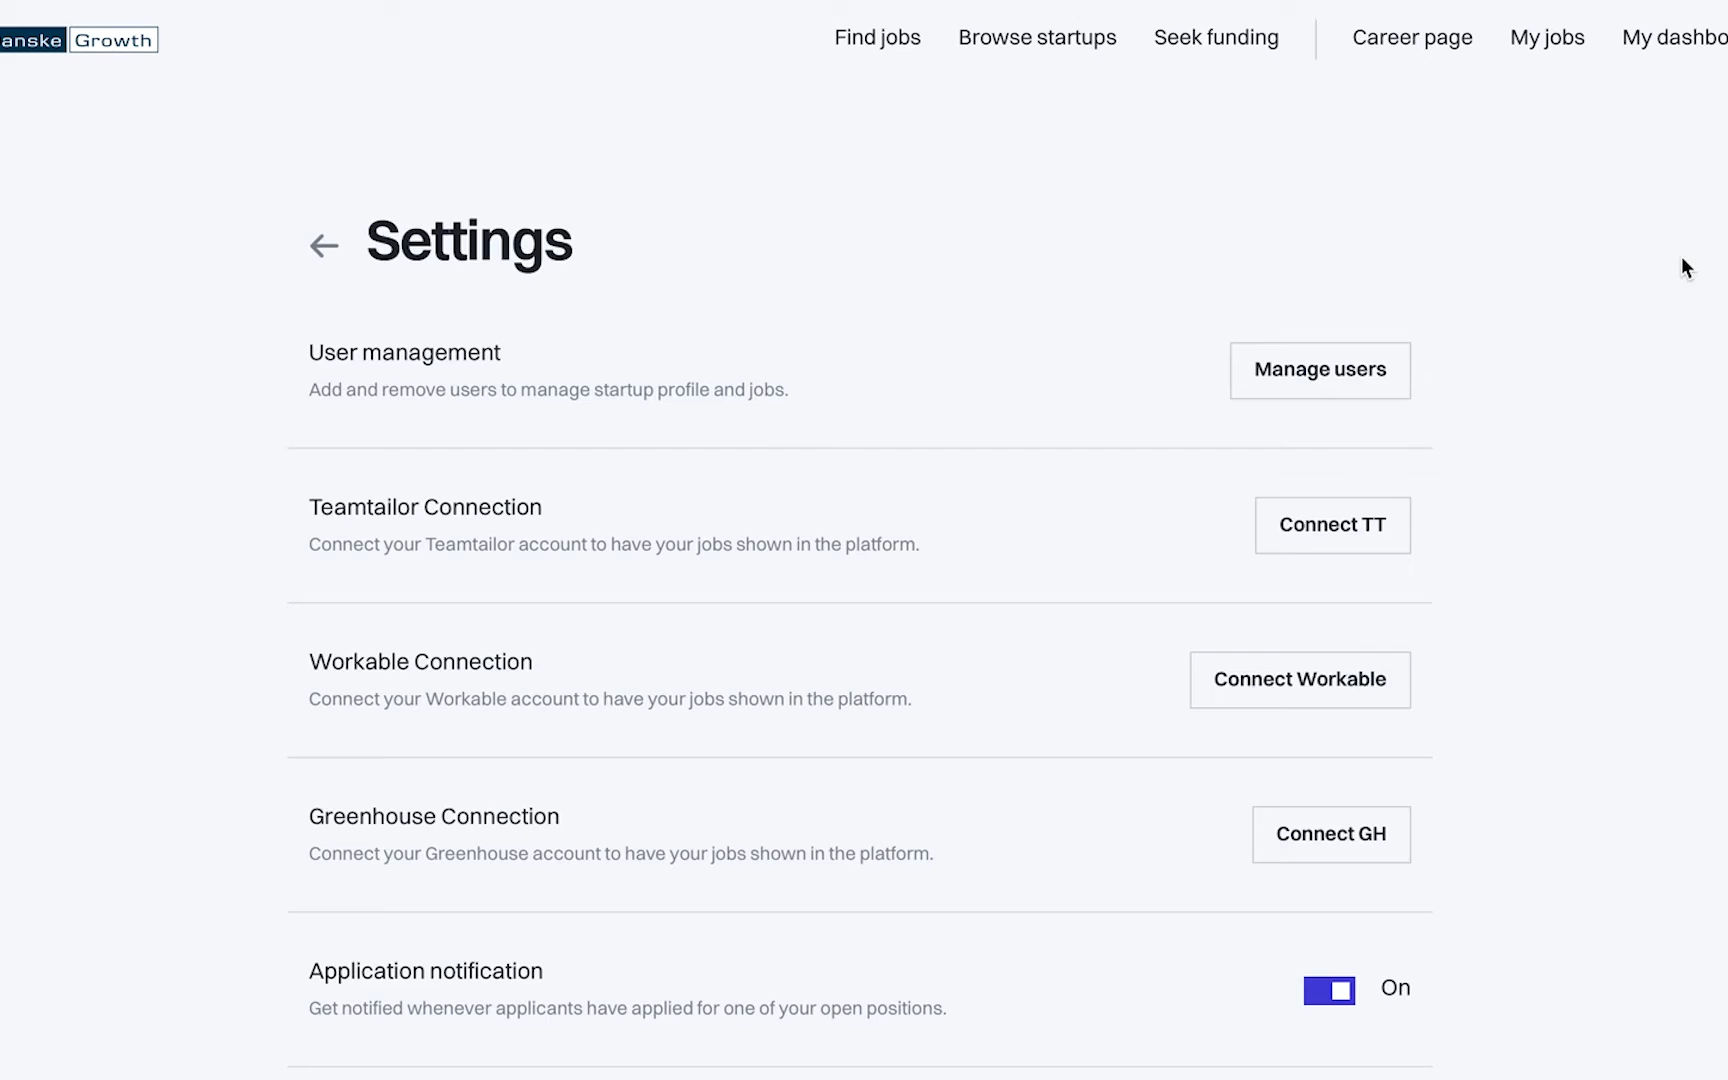 anske Growth
Find jobs Browse startups Seek funding Career page My jobs My dashbo
Settings
User management
Add and remove users to manage startup profile and jobs.
Manage users
Teamtailor Connection
Connect your Teamtailor account to have your jobs shown in the platform.
Connect TT
Workable Connection
Connect your Workable account to have your jobs shown in the platform.
Connect Workable
Greenhouse Connection
Connect your Greenhouse account to have your jobs shown in the platform.
Connect GH
Application notification
Get notified whenever applicants have applied for one of your open positions.
On